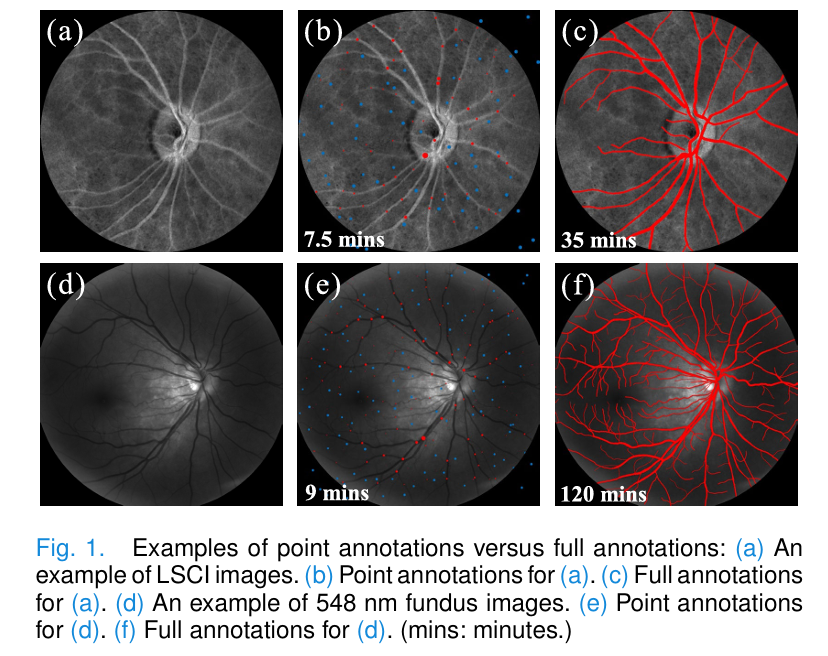 (a)
(b)
(c)
7.5 mins
35 mins
(d)
(e)
(f)
9 mins
120 mins
Fig. 1. Examples of point annotations versus full annotations: (a) An
example of LSCI images. (b) Point annotations for (a). (c) Full annotations
for (a). (d) An example of 548 nm fundus images. (e) Point annotations
for (d). (f) Full annotations for (d). (mins: minutes.)